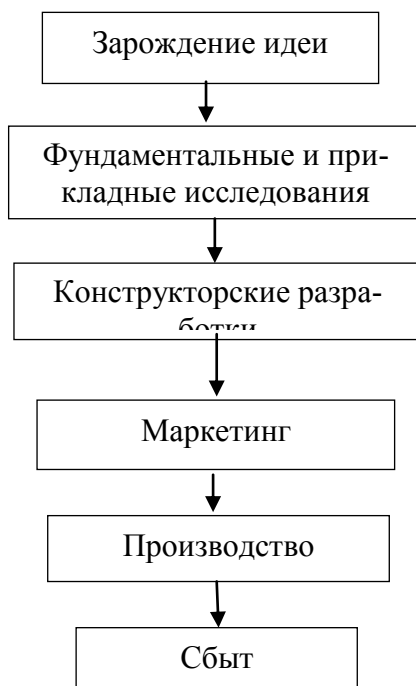 Зарождение идеи
Фундаментальные и при-
кладные исследования
Конструкторские разра-
ботки
Маркетинг
Производство
Сбыт